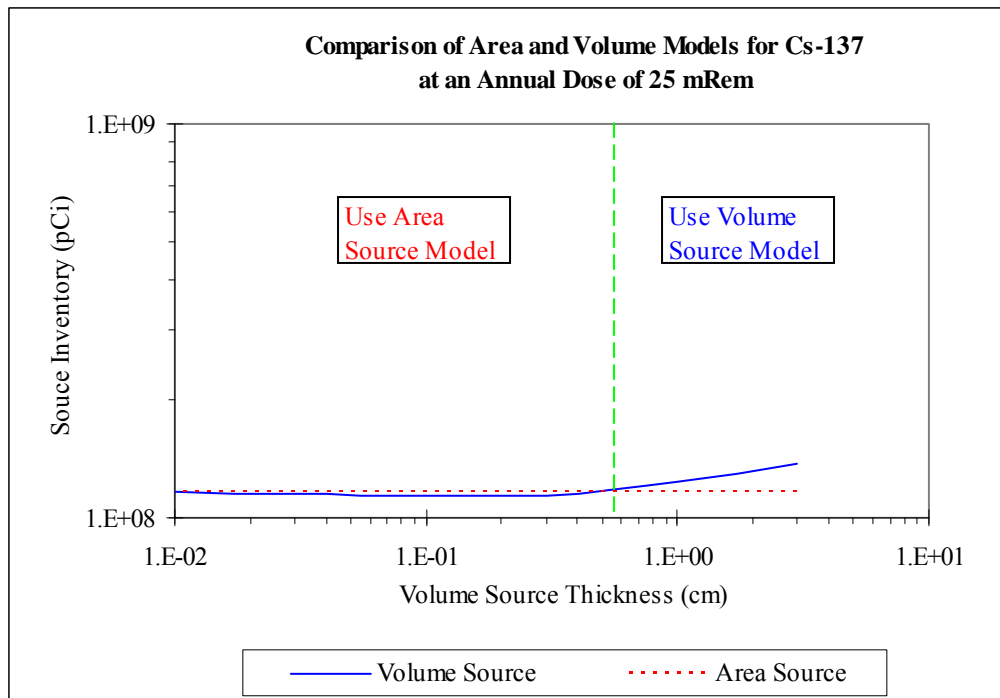 Comparison of Area and Volume Models for Cs-137
at an Annual Dose of 25 mRem
1.E+09
Use Area
Source Model
Use Volume
Source Model
Souce Inventory (pCi)
1.E+08
1.E-02
1.E-01
1.E+00
1.E+01
Volume Source Thickness (cm)
Volume Source
Area Source